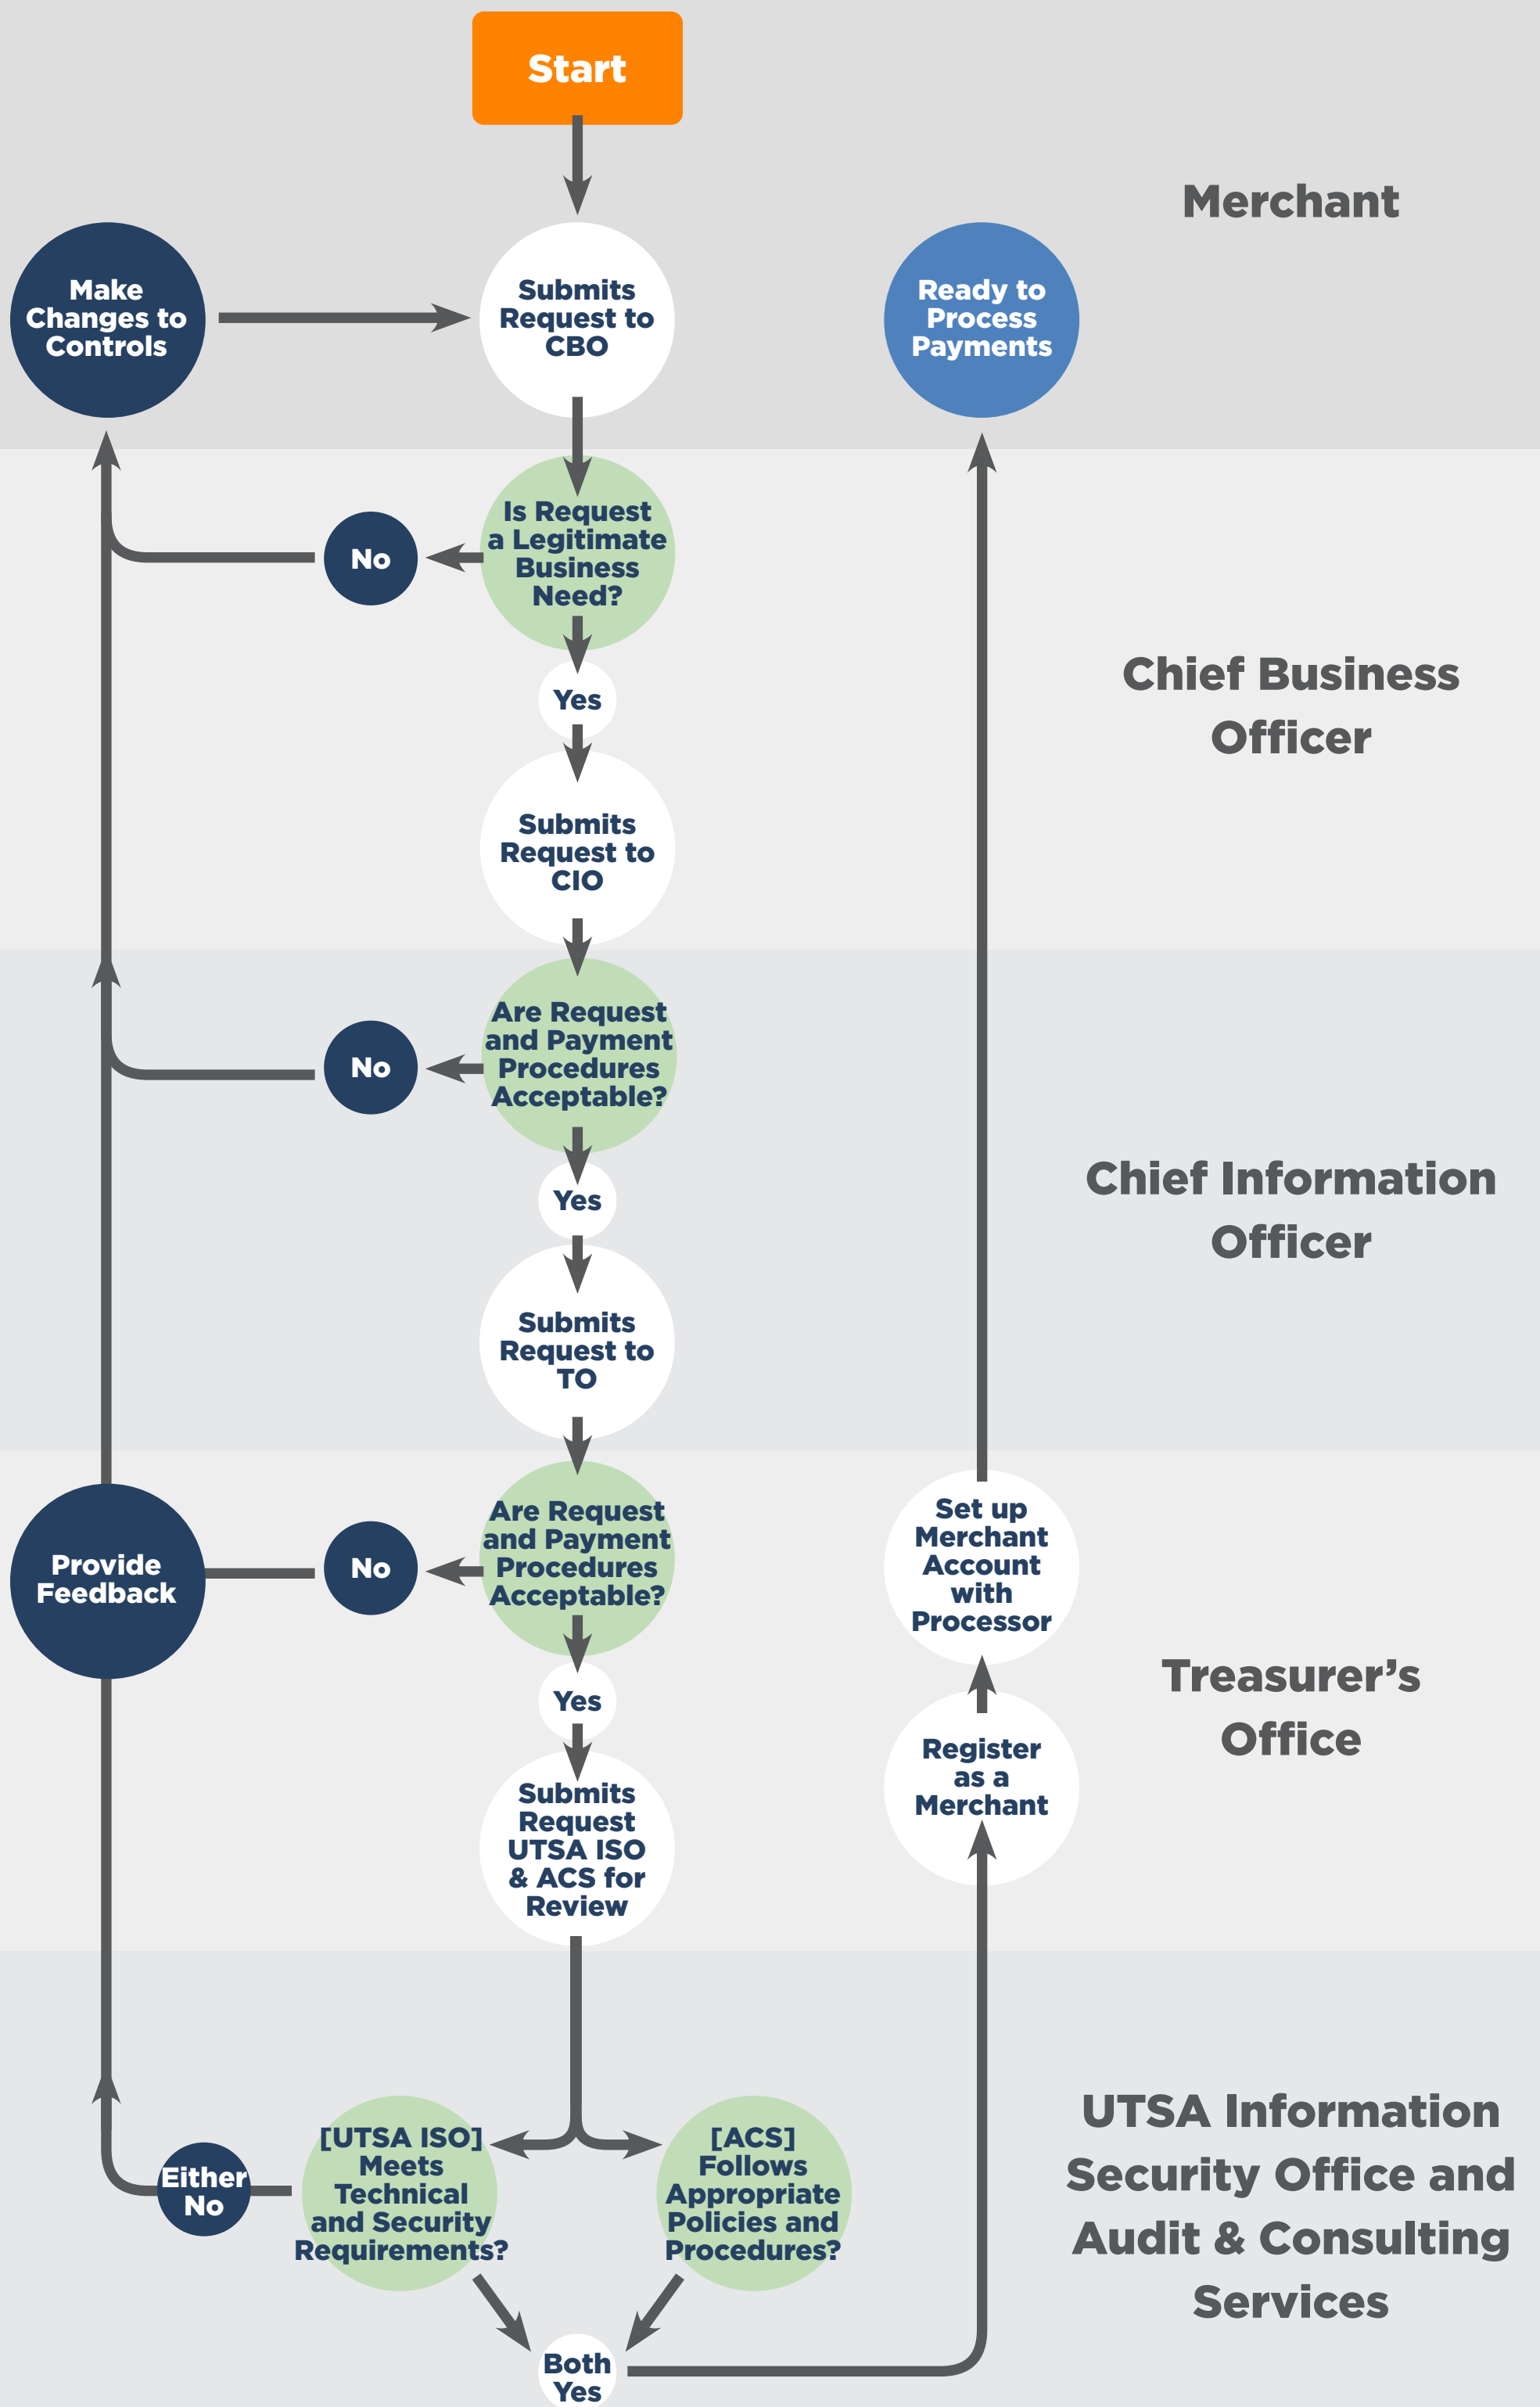 Start
Merchant
Make
Changes to
Controls
Submits
Request to
CBO
Ready to
Process
Payments
Is Request
a Legitimate
Business
Need?
No
Yes
Chief Business
Officer
Submits
Request to
CIO
Are Request
and Payment
Procedures
Acceptable?
No
Yes
Chief Information
Officer
Submits
Request to
TO
Are Request
and Payment
Procedures
Acceptable?
No
Provide
Feedback
Yes
Set up
Merchant
Account
with
Processor
Treasurer’s
Office
Register
as a
Merchant
Submits
Request
UTSA ISO
& ACS for
Review
[UTSA ISO]
Meets
Technical
and Security
Requirements?
[ACS]
Follows
Appropriate
Policies and
Procedures?
Either
No
UTSA Information
Security Office and
Audit & Consulting
Services
Both
Yes